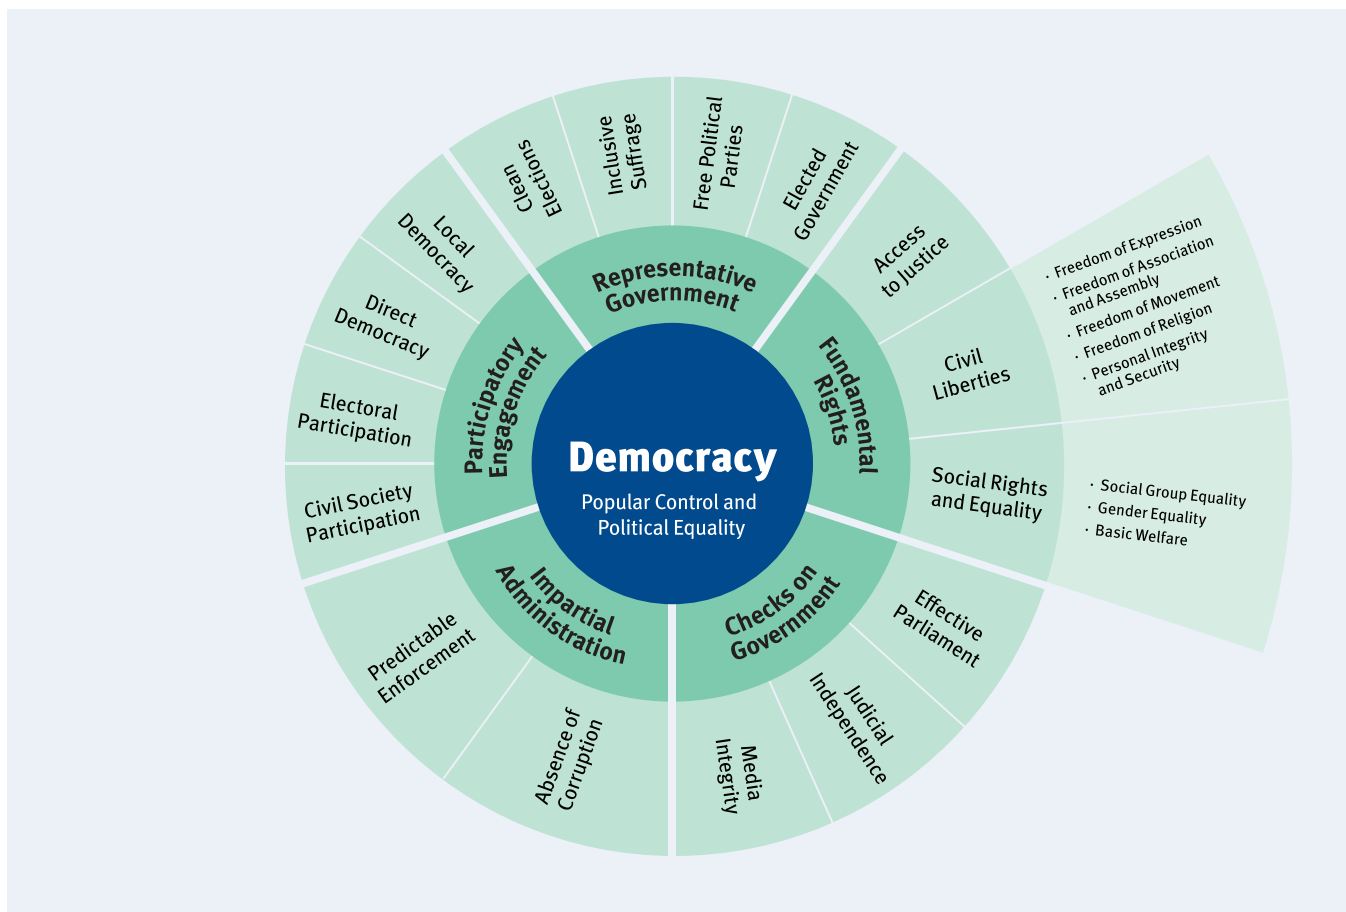 Democracy
Popular Control and
Political Equality
Representative
Government
Clean
Elections
Inclusive
Suffrage
Free Political
Parties
Elected
Government
Fundamental
Rights
Access
to Justice
Civil
Liberties
· Freedom of Expression
· Freedom of Association
and Assembly
· Freedom of Movement
· Freedom of Religion
· Personal Integrity
and Security
Social Rights
and Equality
· Social Group Equality
· Gender Equality
· Basic Welfare
Checks on
Government
Effective
Parliament
Judicial
Independence
Media
Integrity
Impartial
Administration
Absence of
Corruption
Predictable
Enforcement
Participatory
Engagement
Civil Society
Participation
Electoral
Participation
Direct
Democracy
Local
Democracy